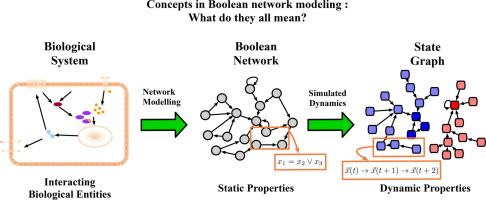 Concepts in Boolean network modeling :
What do they all mean?
Biological
System
Boolean
Network
State
Graph
Network
Modelling
Simulated
Dynamics
x₁ = x₂ ∨ x₃
x⃗(t) → x⃗(t+1) → x⃗(t+2)
Interacting
Biological Entities
Static Properties
Dynamic Properties